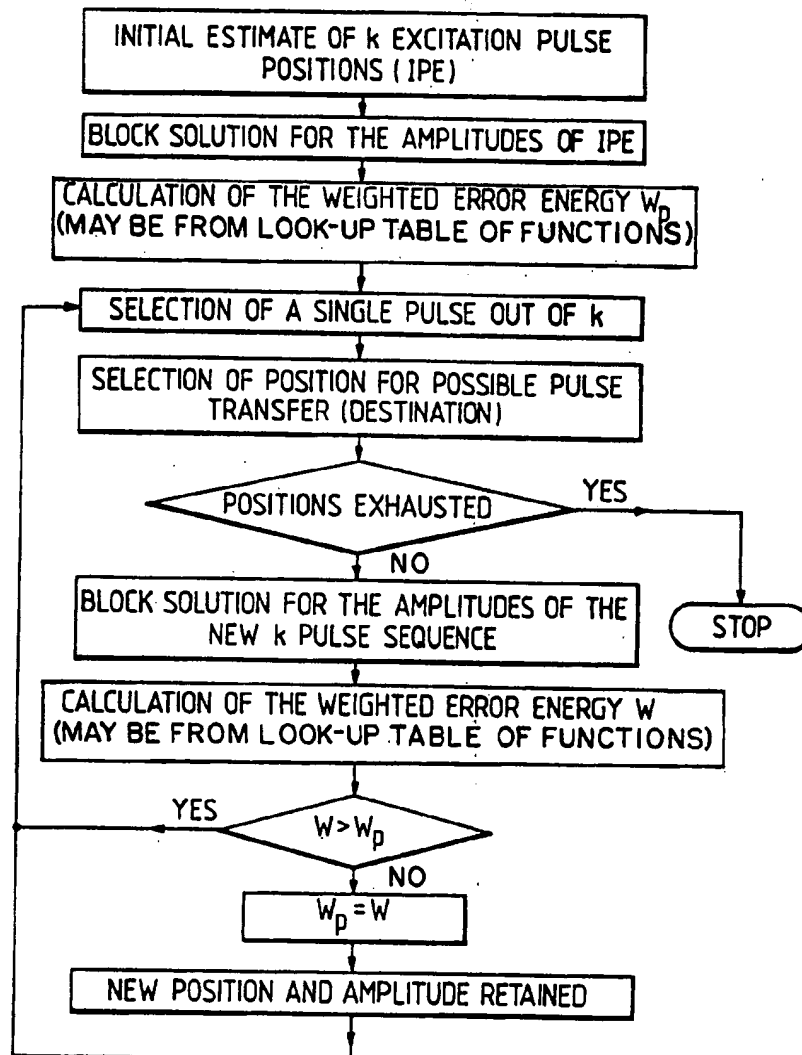 INITIAL ESTIMATE OF k EXCITATION PULSE
POSITIONS (IPE)
BLOCK SOLUTION FOR THE AMPLITUDES OF IPE
CALCULATION OF THE WEIGHTED ERROR ENERGY Wp
(MAY BE FROM LOOK-UP TABLE OF FUNCTIONS)
SELECTION OF A SINGLE PULSE OUT OF k
SELECTION OF POSITION FOR POSSIBLE PULSE
TRANSFER (DESTINATION)
POSITIONS EXHAUSTED
YES
NO
BLOCK SOLUTION FOR THE AMPLITUDES OF THE
NEW k PULSE SEQUENCE
STOP
CALCULATION OF THE WEIGHTED ERROR ENERGY W
(MAY BE FROM LOOK-UP TABLE OF FUNCTIONS)
YES
W>Wp
NO
Wp=W
NEW POSITION AND AMPLITUDE RETAINED